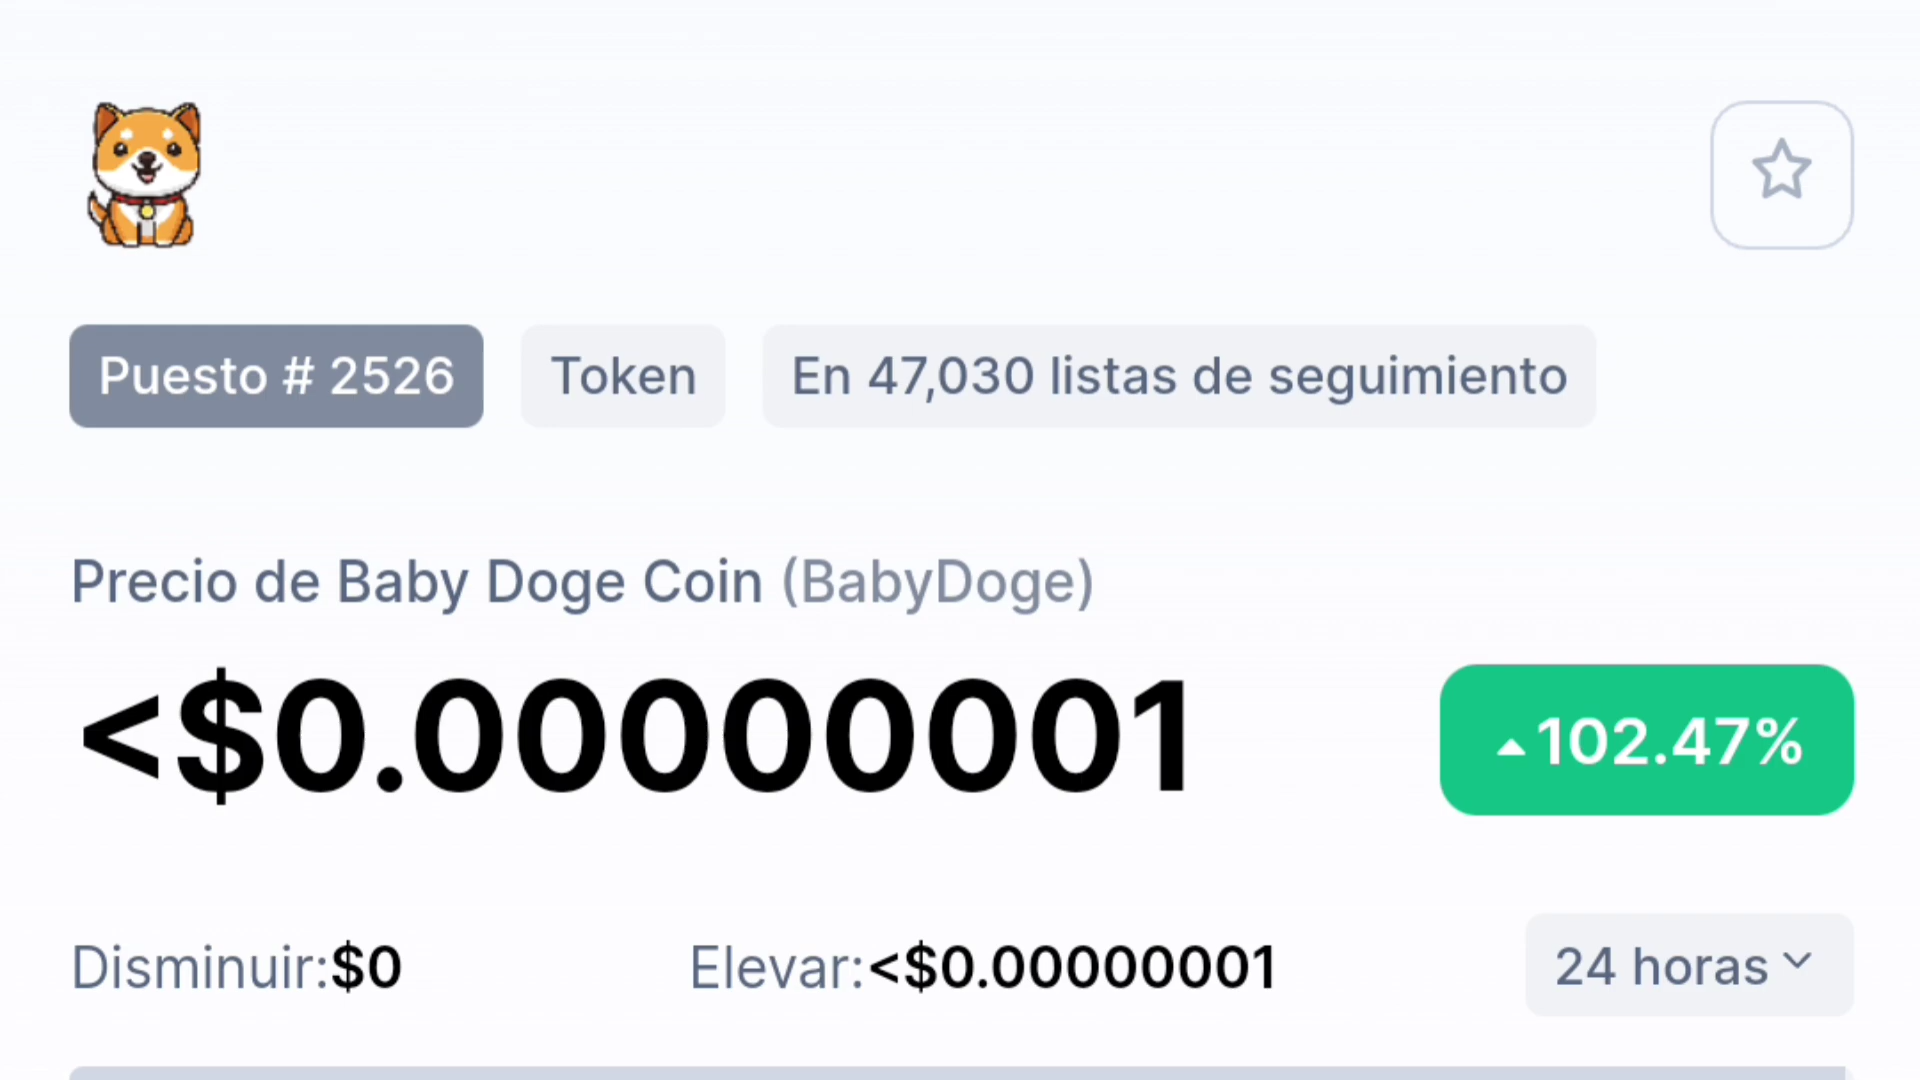 Puesto # 2526 Token En 47,030 listas de seguimiento
Precio de Baby Doge Coin (BabyDoge)
<$0.00000001 102.47%
Disminuir:$0 Elevar:<$0.00000001 24 horas